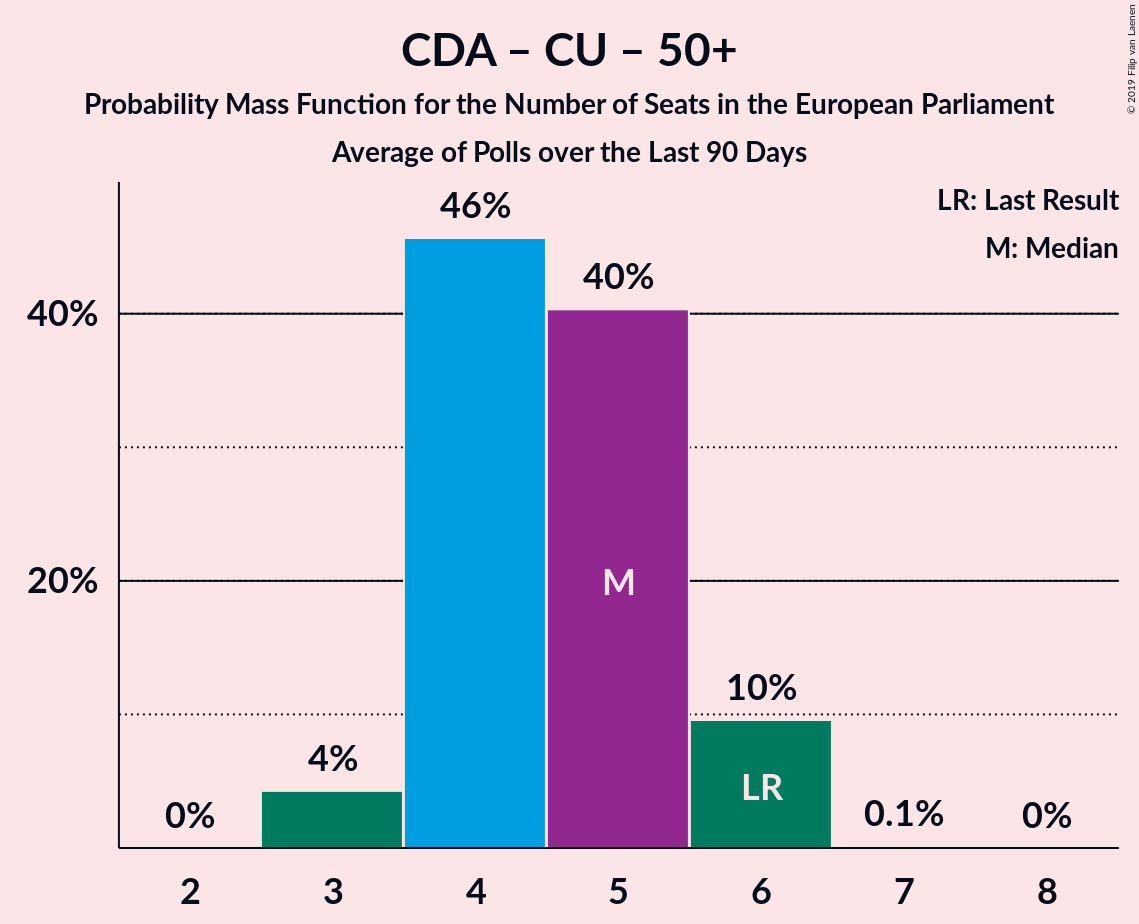 CDA – CU – 50+
Probability Mass Function for the Number of Seats in the European Parliament
Average of Polls over the Last 90 Days
© 2019 Filip van Laenen
LR: Last Result
M: Median
46%
40%
40%
20%
M
10%
4%
LR
0%
0.1%
0%
2 3 4 5 6 7 8